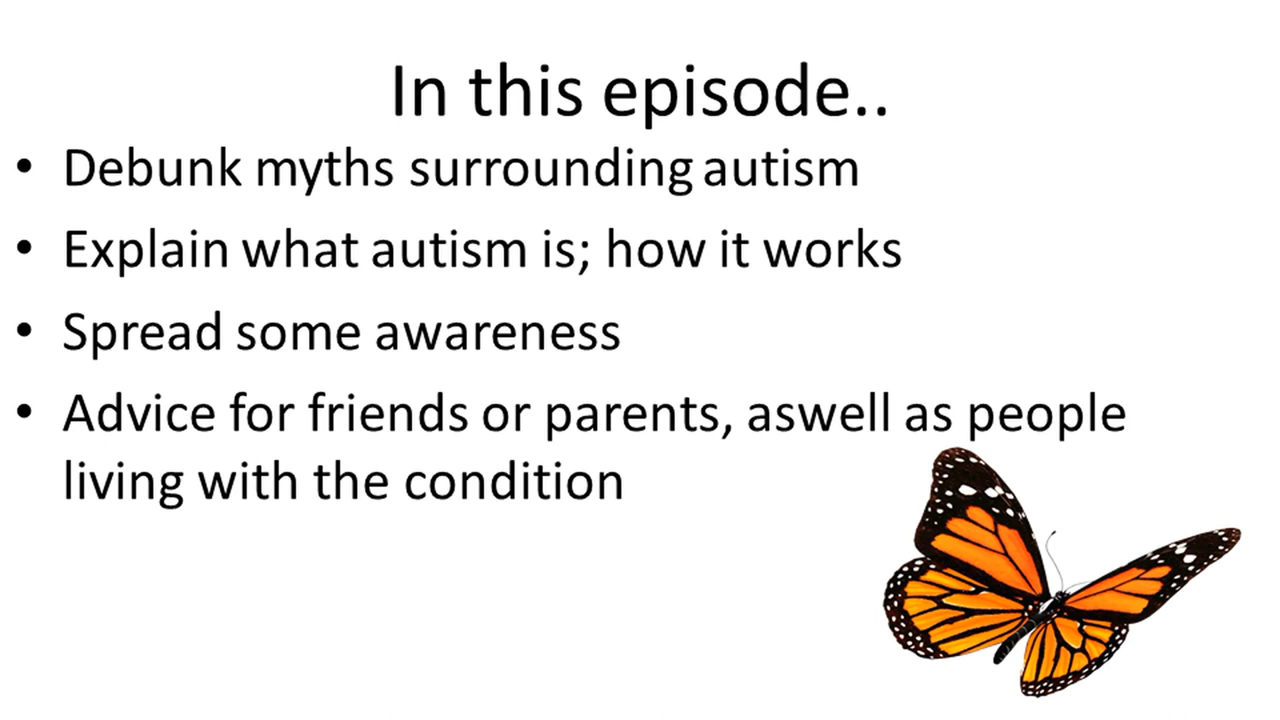 In this episode..
• Debunk myths surrounding autism
• Explain what autism is; how it works
• Spread some awareness
• Advice for friends or parents, aswell as people
living with the condition